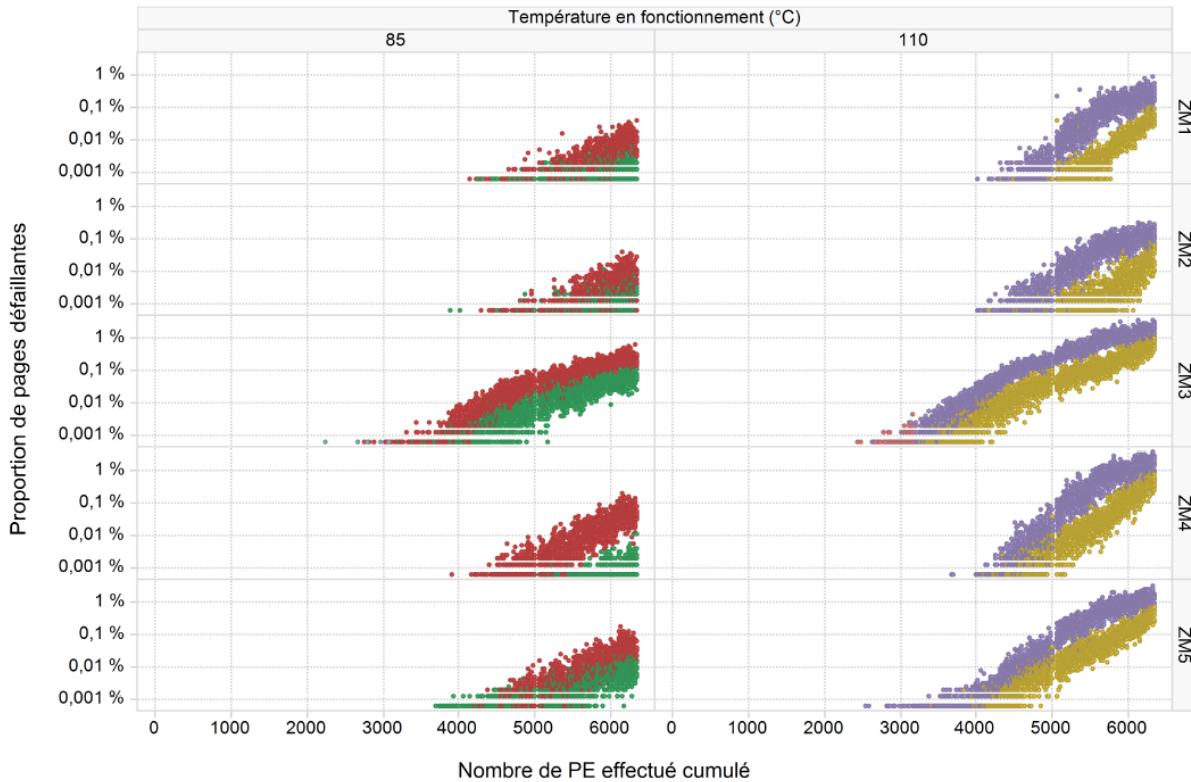 Température en fonctionnement (°C)
85 110
1 %
0,1 %
0,01 %
0,001 %
ZM1
1 %
0,1 %
0,01 %
0,001 %
ZM2
1 %
0,1 %
0,01 %
0,001 %
ZM3
1 %
0,1 %
0,01 %
0,001 %
ZM4
1 %
0,1 %
0,01 %
0,001 %
ZM5
Proportion de pages défaillantes
0 1000 2000 3000 4000 5000 6000 0 1000 2000 3000 4000 5000 6000
Nombre de PE effectué cumulé